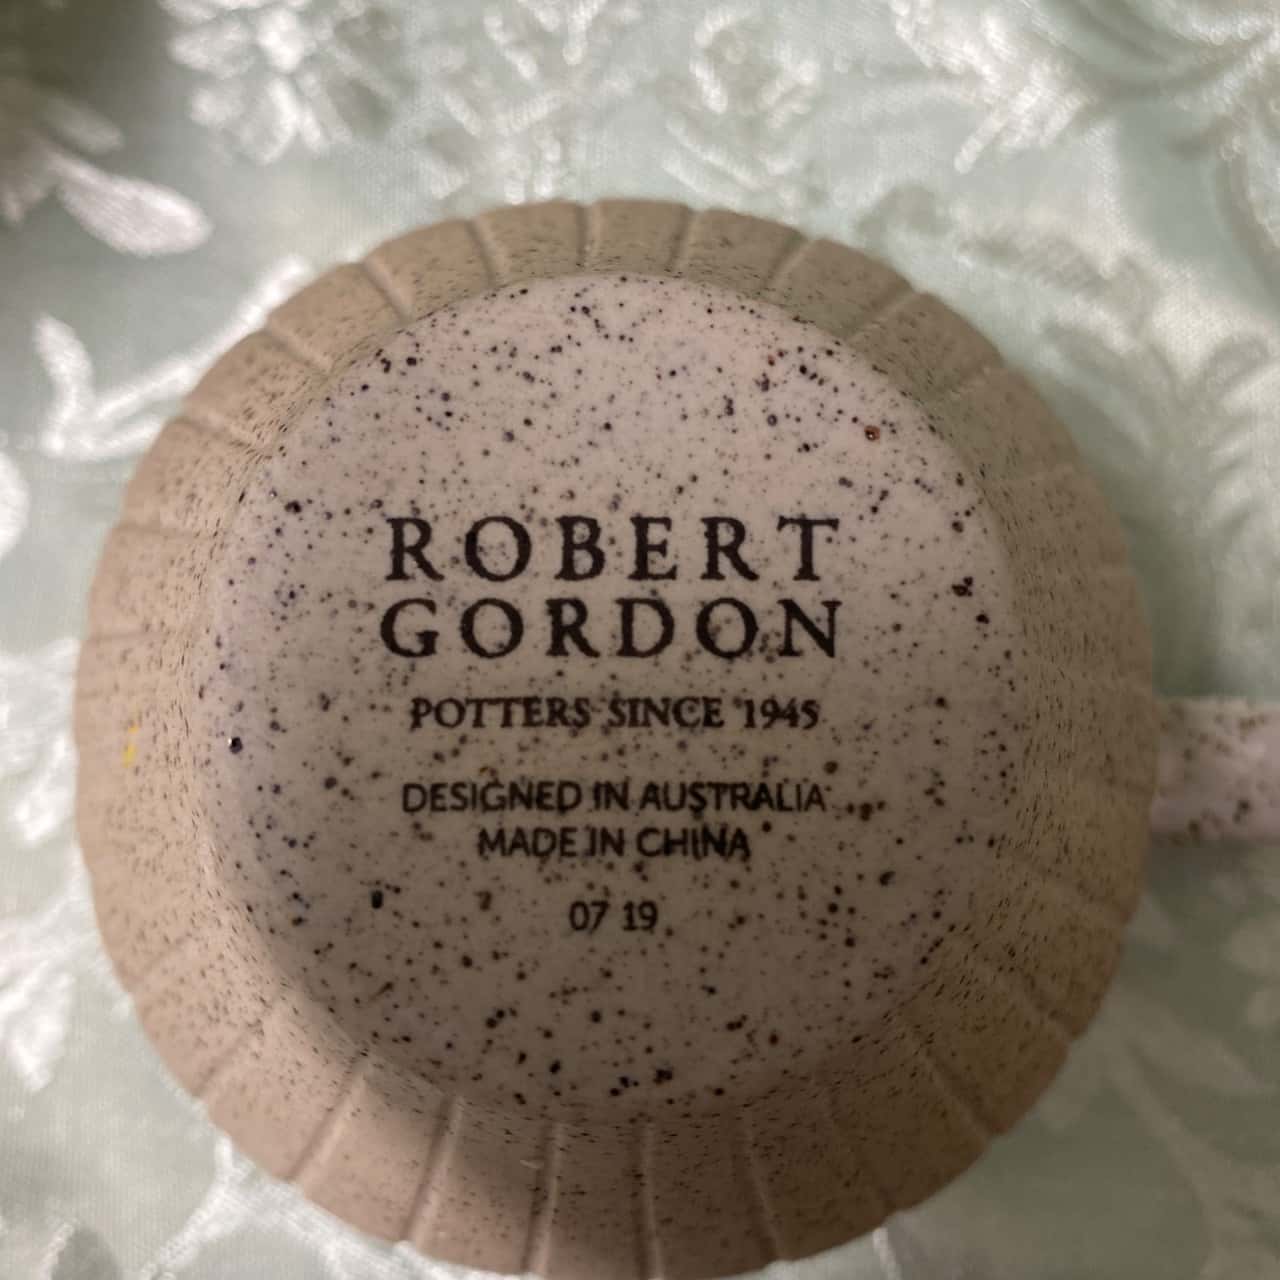 ROBERT
GORDON
POTTERS SINCE 1945
DESIGNED IN AUSTRALIA
MADE IN CHINA
07 19